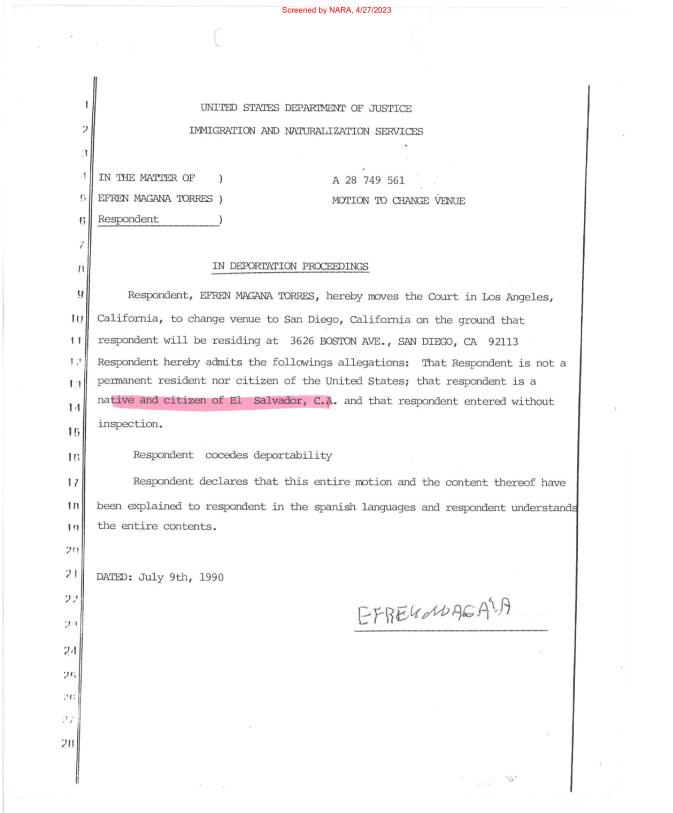 Screened by NARA, 4/27/2023
1 UNITED STATES DEPARTMENT OF JUSTICE
2 IMMIGRATION AND NATURALIZATION SERVICES
3
4 IN THE MATTER OF ) A 28 749 561
5 EFREN MAGANA TORRES ) MOTION TO CHANGE VENUE
6 Respondent )
7
8 IN DEPORTATION PROCEEDINGS
9 Respondent, EFREN MAGANA TORRES, hereby moves the Court in Los Angeles,
10 California, to change venue to San Diego, California on the ground that
11 respondent will be residing at 3626 BOSTON AVE., SAN DIEGO, CA 92113
12 Respondent hereby admits the followings allegations: That Respondent is not a
13 permanent resident nor citizen of the United States; that respondent is a
14 native and citizen of El Salvador, C.A. and that respondent entered without
15 inspection.
16 Respondent cocedes deportability
17 Respondent declares that this entire motion and the content thereof have
18 been explained to respondent in the spanish languages and respondent understands
19 the entire contents.
20
21 DATED: July 9th, 1990
22 EFREN MAGAÑA
23
24
25
26
27
28